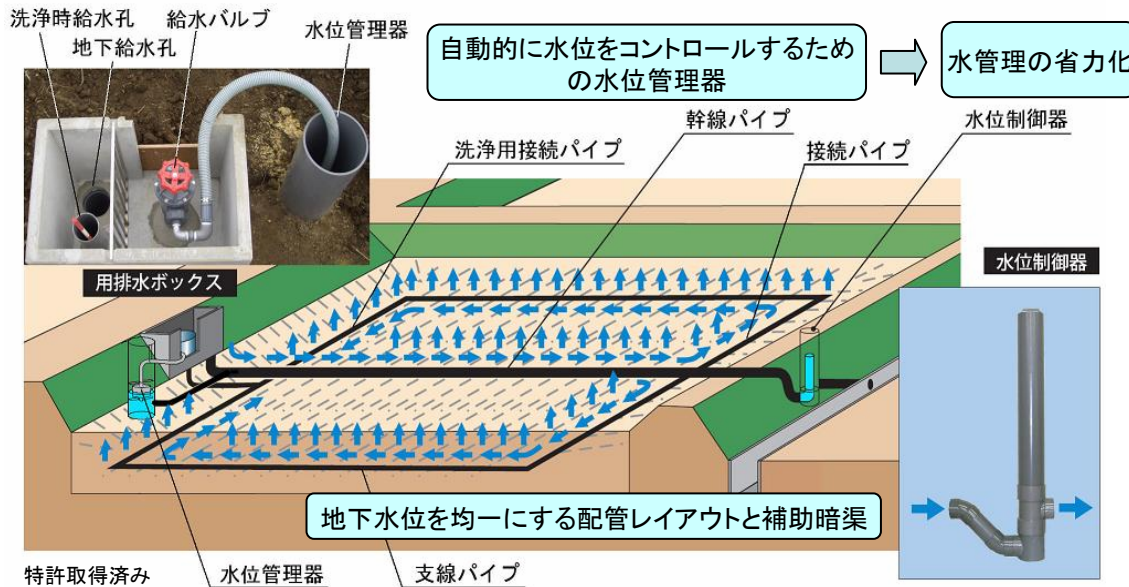 洗浄時給水孔
給水バルブ
地下給水孔
水位管理器
自動的に水位をコントロールするため
の水位管理器
水管理の省力化
幹線パイプ
水位制御器
洗浄用接続パイプ
接続パイプ
用排水ボックス
水位制御器
地下水位を均一にする配管レイアウトと補助暗渠
特許取得済み
水位管理器
支線パイプ